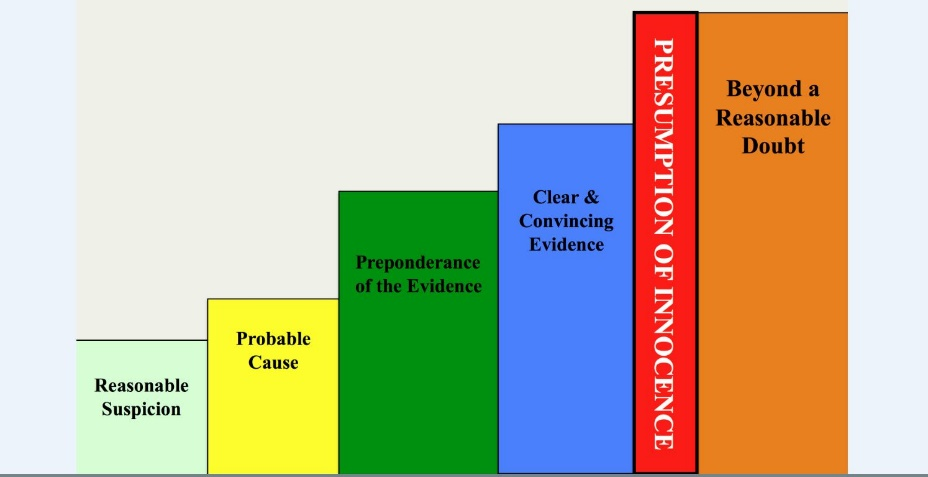 Reasonable
Suspicion
Probable
Cause
Preponderance
of the Evidence
Clear &
Convincing
Evidence
PRESUMPTION OF INNOCENCE
Beyond a
Reasonable
Doubt